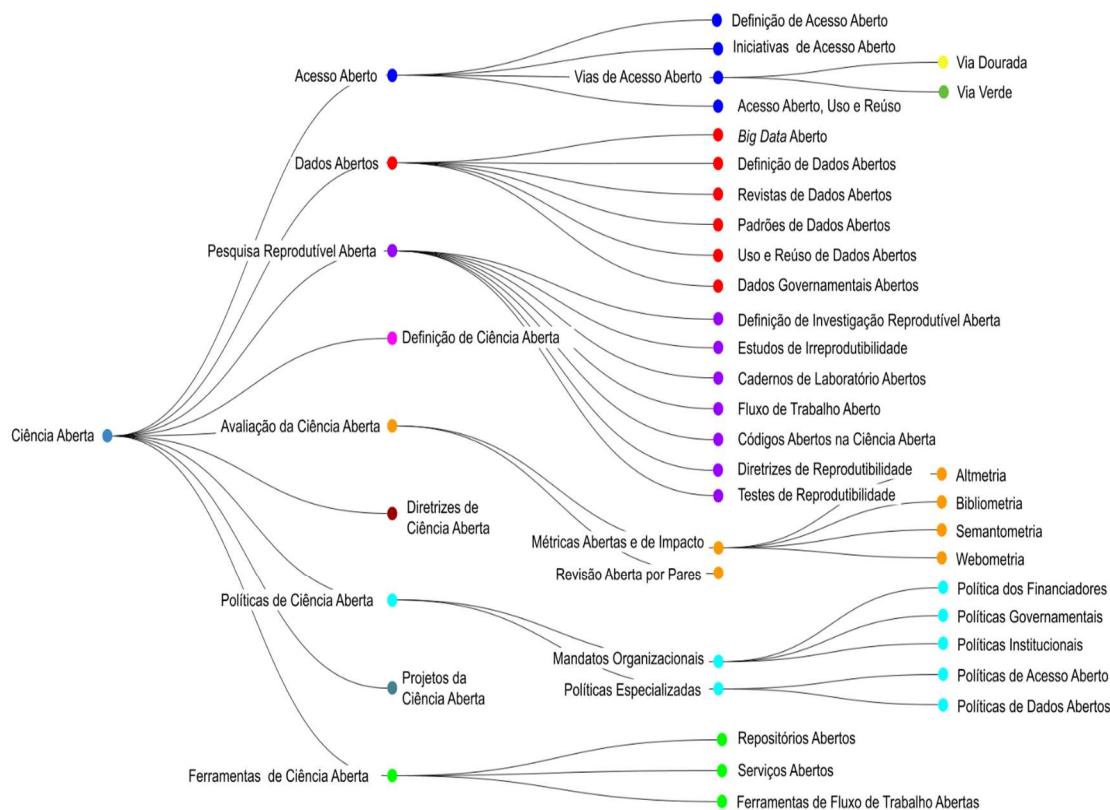 Ciência Aberta
Acesso Aberto
Definição de Acesso Aberto
Iniciativas de Acesso Aberto
Vias de Acesso Aberto
Via Dourada
Via Verde
Acesso Aberto, Uso e Reúso
Dados Abertos
Big Data Aberto
Definição de Dados Abertos
Revistas de Dados Abertos
Padrões de Dados Abertos
Uso e Reúso de Dados Abertos
Dados Governamentais Abertos
Pesquisa Reprodutível Aberta
Definição de Investigação Reprodutível Aberta
Estudos de Irreprodutibilidade
Cadernos de Laboratório Abertos
Fluxo de Trabalho Aberto
Códigos Abertos na Ciência Aberta
Diretrizes de Reprodutibilidade
Testes de Reprodutibilidade
Definição de Ciência Aberta
Avaliação da Ciência Aberta
Métricas Abertas e de Impacto
Altmetria
Bibliometria
Semantometria
Webometria
Revisão Aberta por Pares
Diretrizes de
Ciência Aberta
Políticas de Ciência Aberta
Mandatos Organizacionais
Política dos Financiadores
Políticas Governamentais
Políticas Institucionais
Políticas Especializadas
Políticas de Acesso Aberto
Políticas de Dados Abertos
Projetos da
Ciência Aberta
Ferramentas de Ciência Aberta
Repositórios Abertos
Serviços Abertos
Ferramentas de Fluxo de Trabalho Abertas